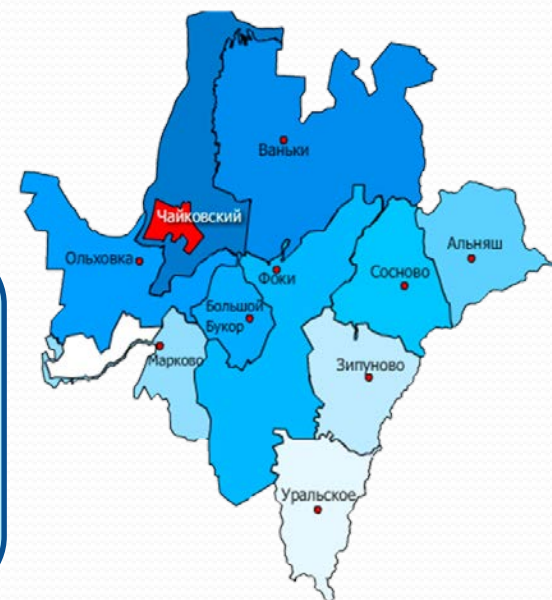 Ваньки
Чайковский
Альняш
Ольховка
Фоки
Сосново
Большой
Букор
Марково
Зипуново
Уральское